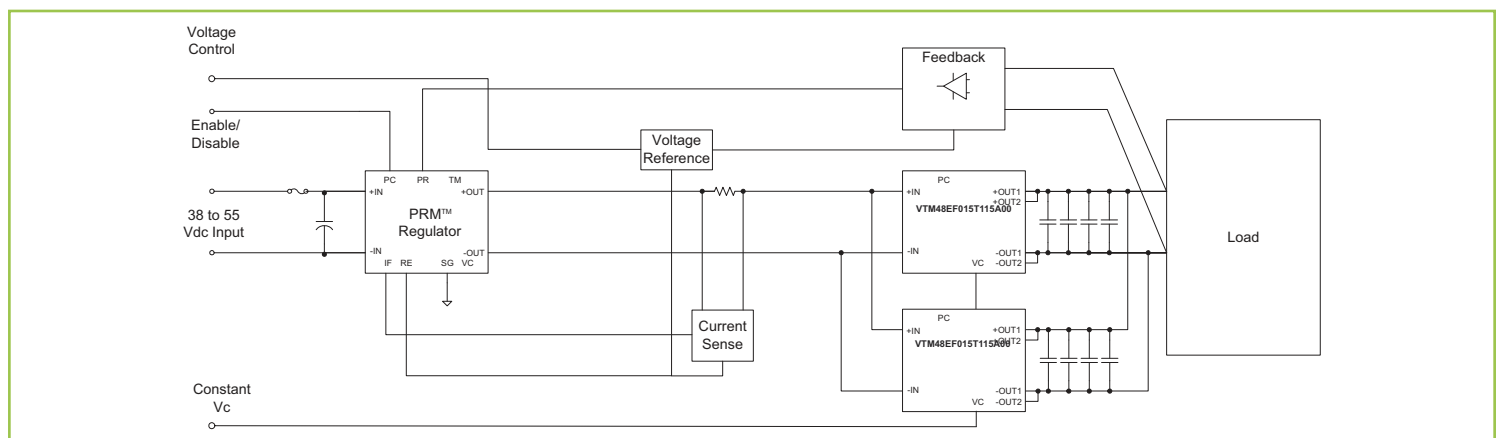 Voltage
Control
Enable/
Disable
38 to 55
Vdc Input
Constant
Vc
PC PR TM
+IN +OUT
PRM™
Regulator
-IN -OUT
IF RE SG VC
Voltage
Reference
Current
Sense
Feedback
PC
+IN +OUT1
+OUT2
VTM48EF015T115A00
-IN -OUT1
-OUT2
VC
PC
+IN +OUT1
+OUT2
VTM48EF015T115A00
-IN -OUT1
-OUT2
VC
Load